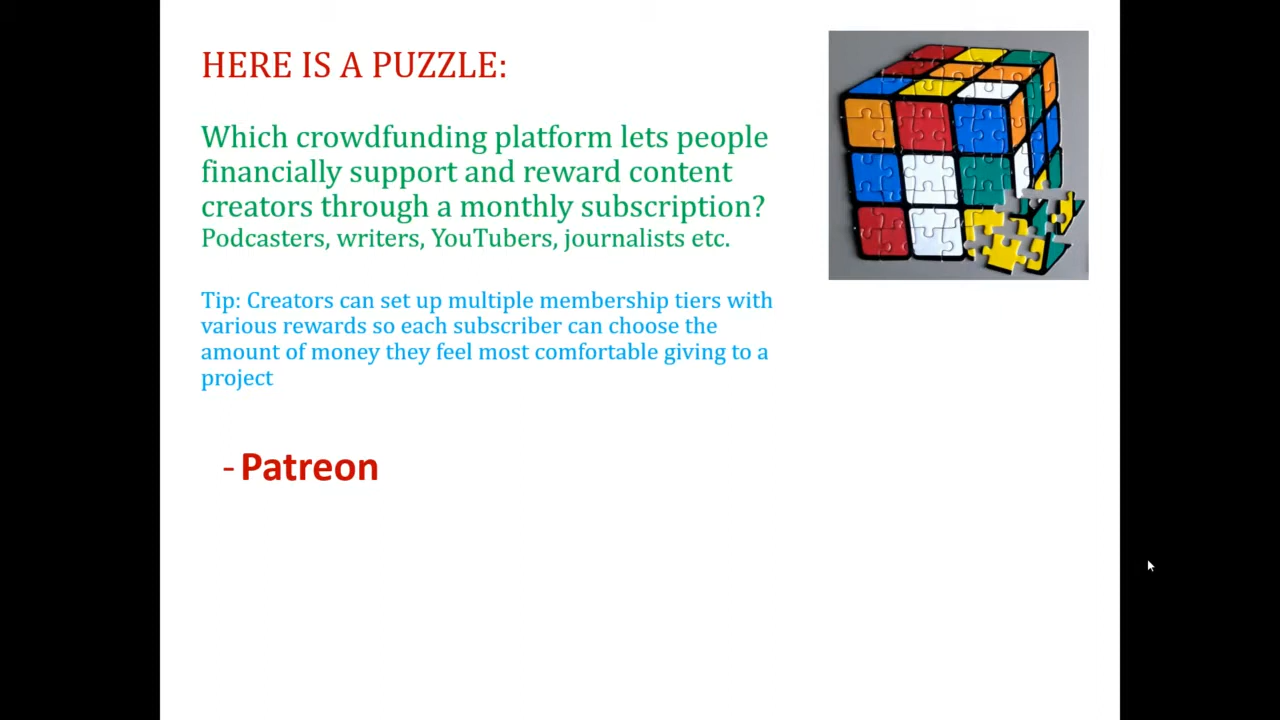 HERE IS A PUZZLE:
Which crowdfunding platform lets people
financially support and reward content
creators through a monthly subscription?
Podcasters, writers, YouTubers, journalists etc.
Tip: Creators can set up multiple membership tiers with
various rewards so each subscriber can choose the
amount of money they feel most comfortable giving to a
project
- Patreon